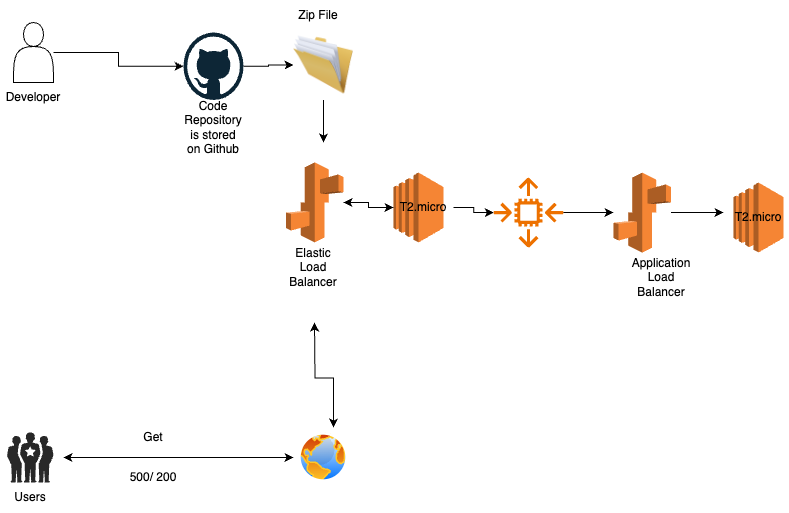 Zip File
Developer
Code
Repository
is stored
on Github
T2.micro
T2.micro
Elastic
Load
Balancer
Application
Load
Balancer
Get
500/ 200
Users